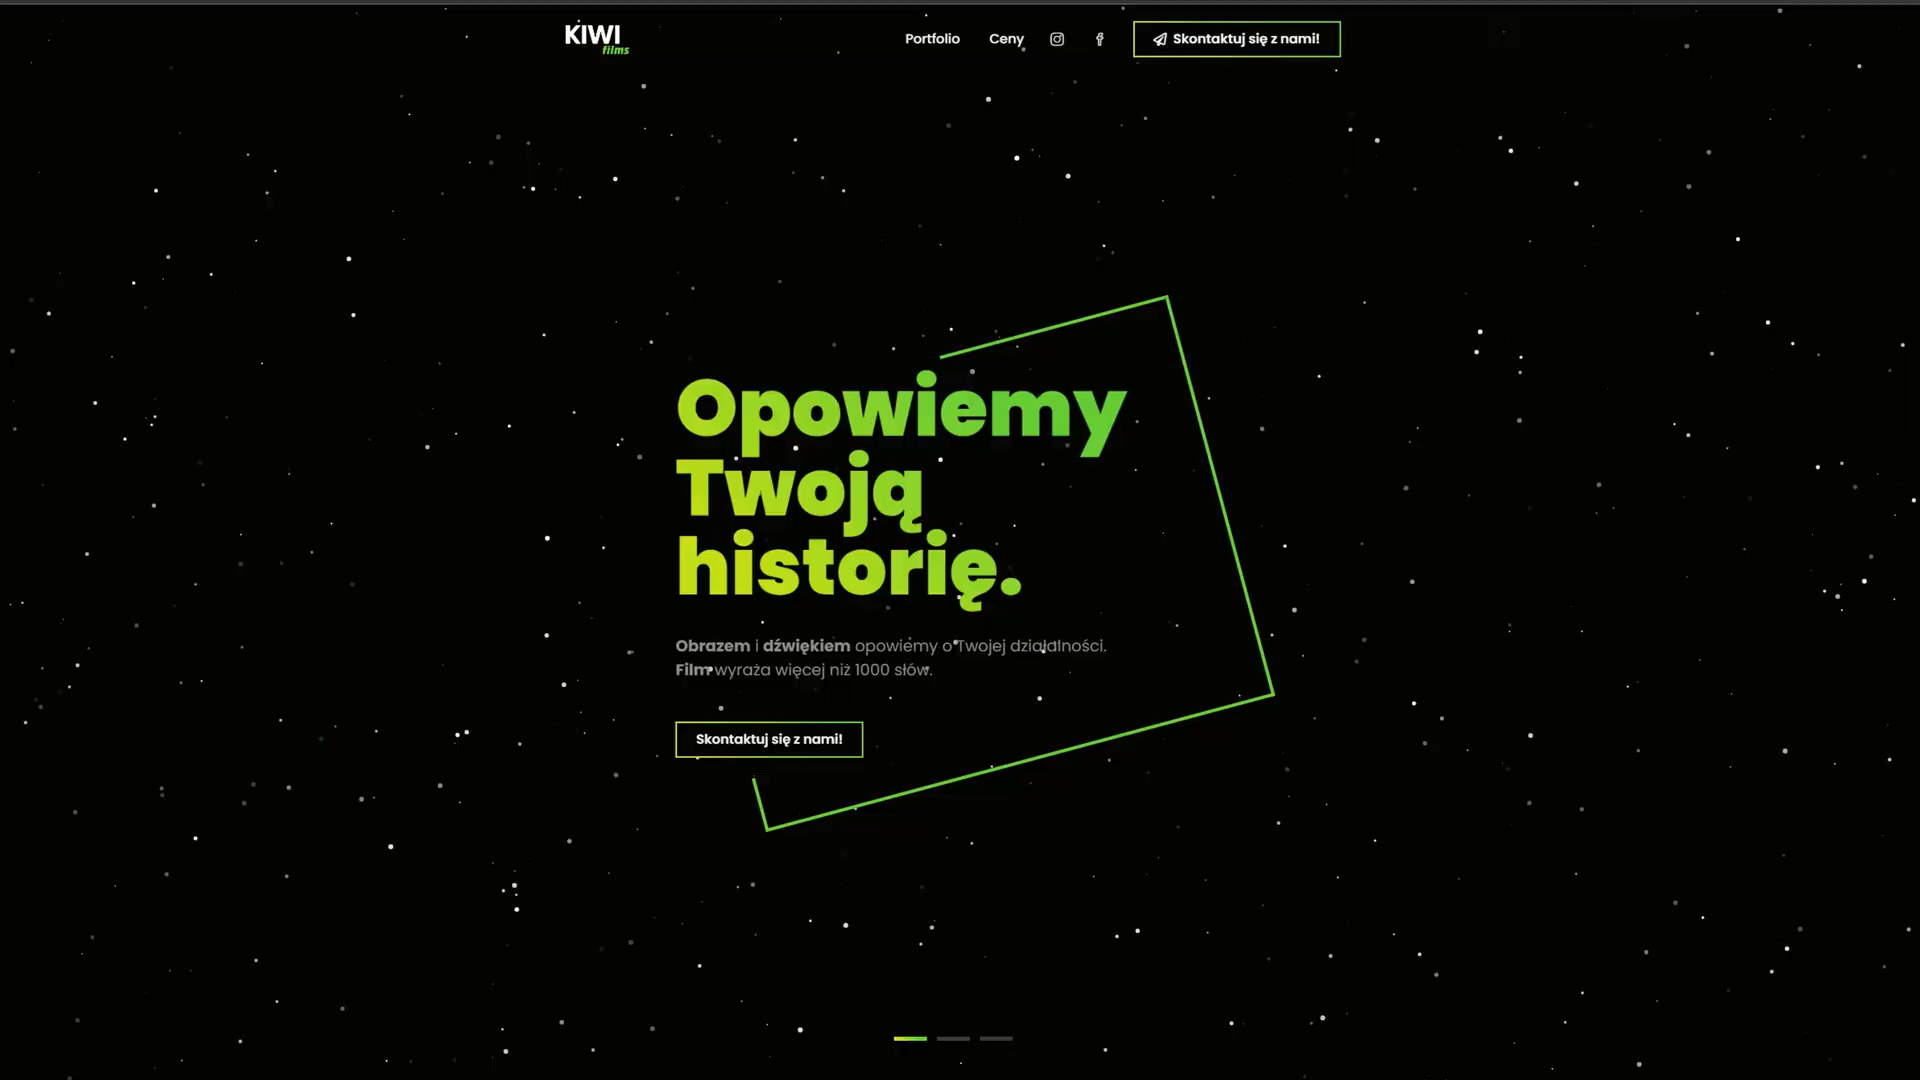 KIWI
films
Portfolio
Ceny
Skontaktuj się z nami!
Opowiemy
Twoją
historię.
Obrazem i dźwiękiem opowiemy o Twojej działalności.
Film wyraża więcej niż 1000 słów.
Skontaktuj się z nami!